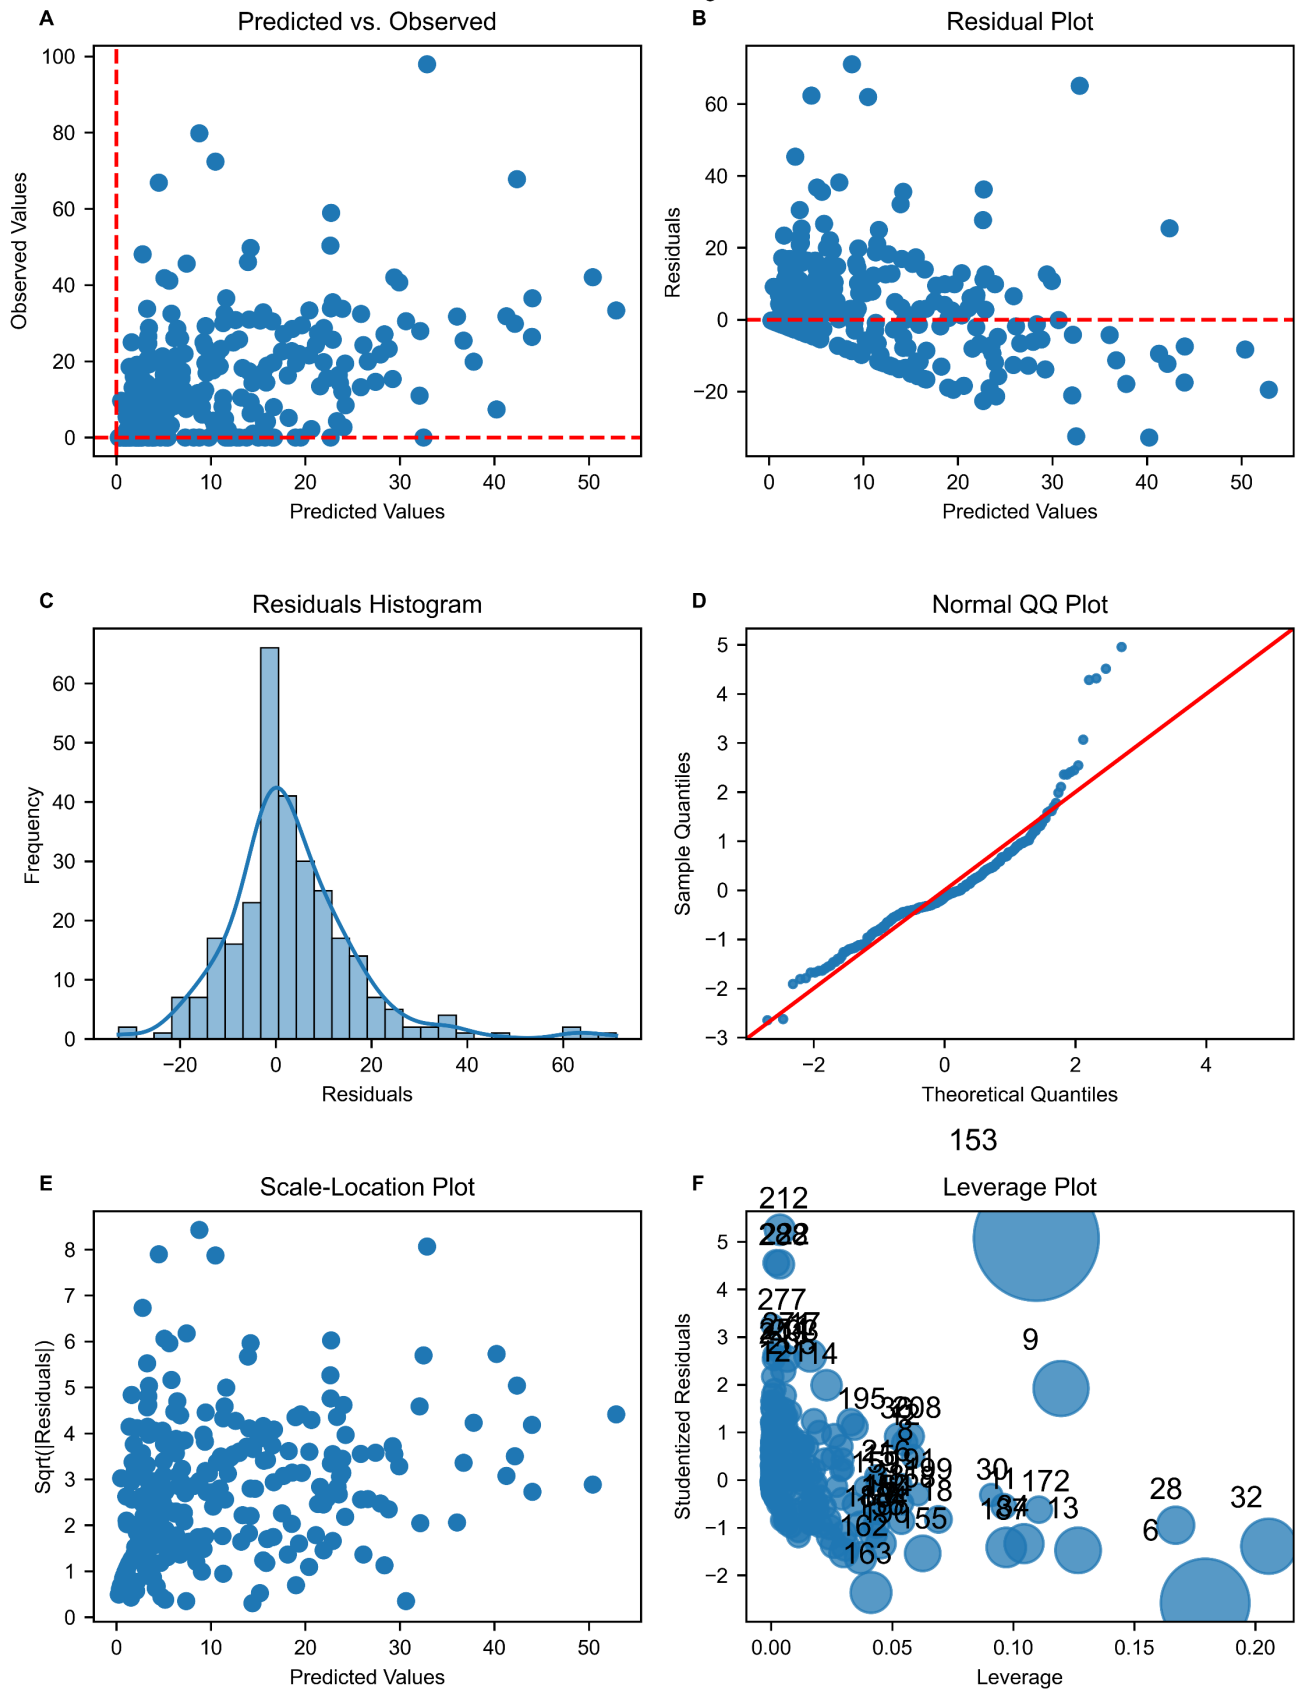 A
Predicted vs. Observed
100
80
60
40
20
0
Observed Values
0 10 20 30 40 50
Predicted Values
B
Residual Plot
60
40
20
0
−20
Residuals
0 10 20 30 40 50
Predicted Values
C
Residuals Histogram
60
50
40
30
20
10
0
Frequency
−20 0 20 40 60
Residuals
D
Normal QQ Plot
5
4
3
2
1
0
−1
−2
−3
Sample Quantiles
−2 0 2 4
Theoretical Quantiles
E
Scale-Location Plot
8
7
6
5
4
3
2
1
0
Sqrt(|Residuals|)
0 10 20 30 40 50
Predicted Values
153
F
Leverage Plot
212
277
114
9
195
208
8
30
11
172
13
28
32
6
18
155
162
163
187
5
4
3
2
1
0
−1
−2
Studentized Residuals
0.00 0.05 0.10 0.15 0.20
Leverage